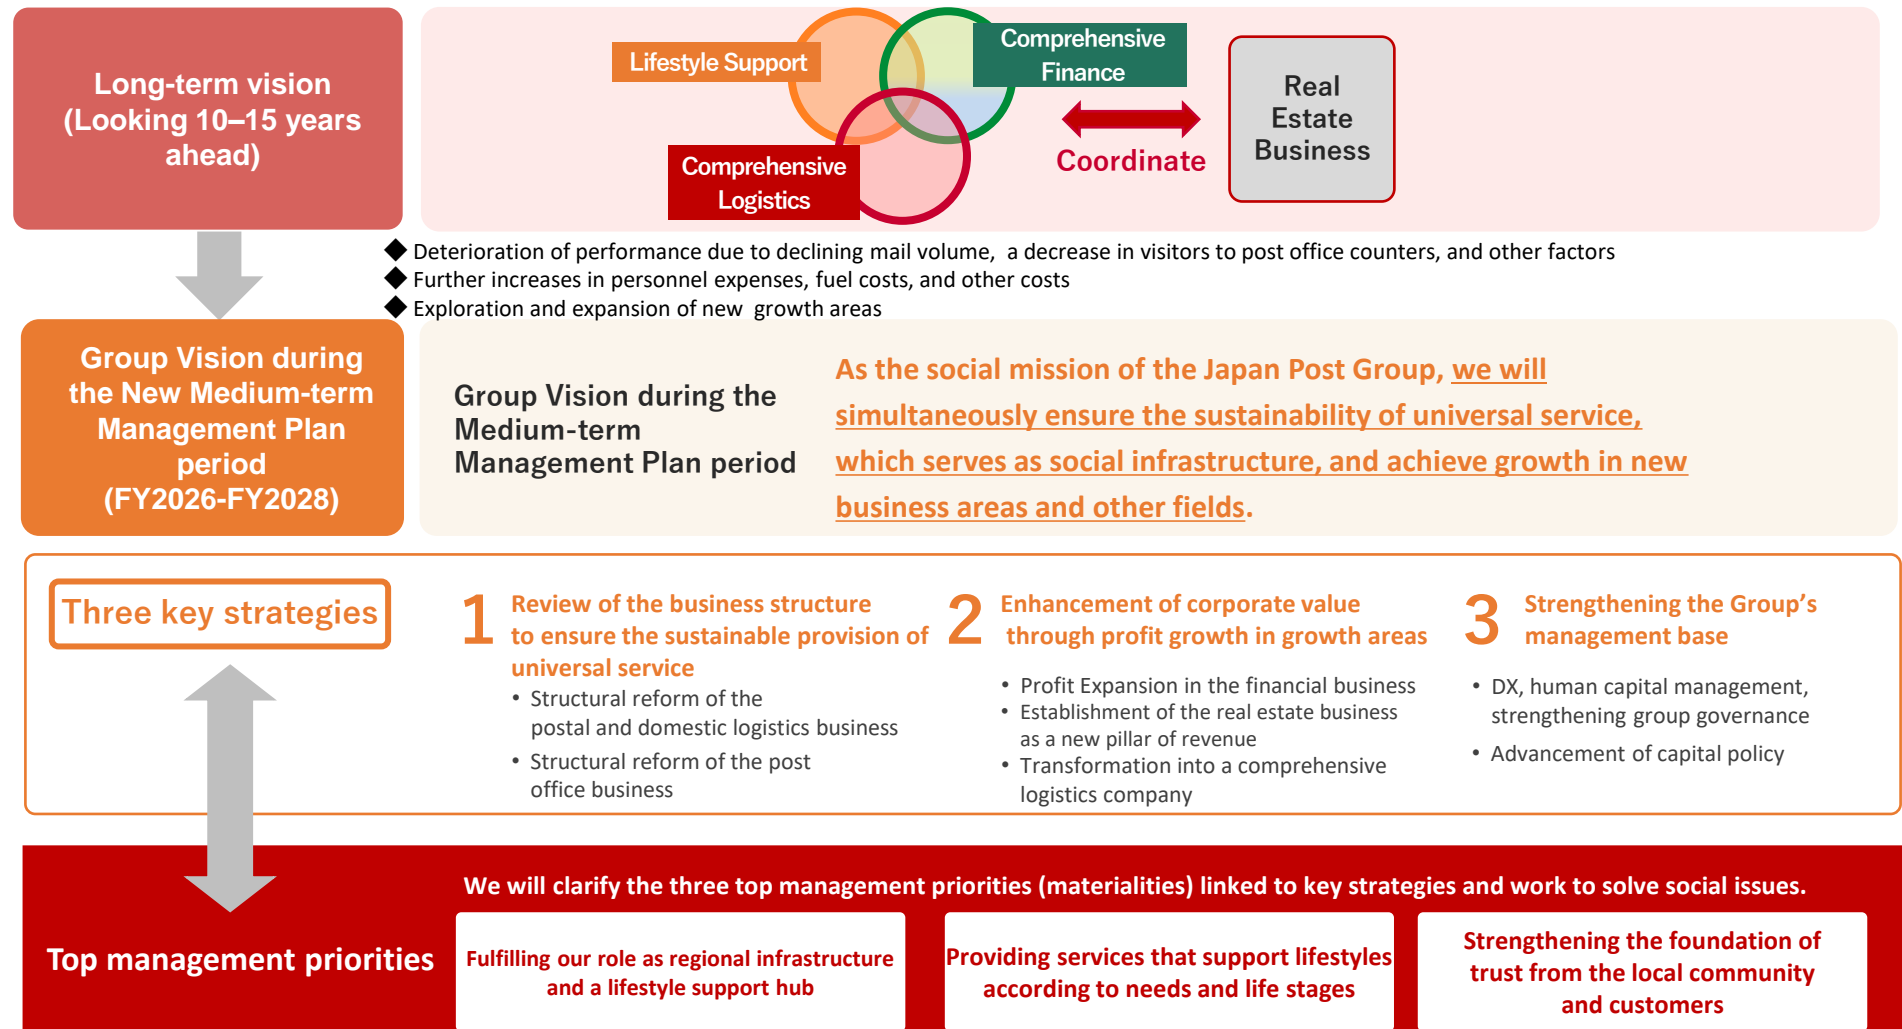 Long-term vision
(Looking 10–15 years
ahead)
Lifestyle Support
Comprehensive
Finance
Comprehensive
Logistics
Coordinate
Real
Estate
Business
◆ Deterioration of performance due to declining mail volume, a decrease in visitors to post office counters, and other factors
◆ Further increases in personnel expenses, fuel costs, and other costs
◆ Exploration and expansion of new growth areas
Group Vision during
the New Medium-term
Management Plan
period
(FY2026-FY2028)
Group Vision during the
Medium-term
Management Plan period
As the social mission of the Japan Post Group, we will
simultaneously ensure the sustainability of universal service,
which serves as social infrastructure, and achieve growth in new
business areas and other fields.
Three key strategies
1
Review of the business structure
to ensure the sustainable provision of
universal service
• Structural reform of the
postal and domestic logistics business
• Structural reform of the post
office business
2
Enhancement of corporate value
through profit growth in growth areas
• Profit Expansion in the financial business
• Establishment of the real estate business
as a new pillar of revenue
• Transformation into a comprehensive
logistics company
3
Strengthening the Group’s
management base
• DX, human capital management,
strengthening group governance
• Advancement of capital policy
Top management priorities
We will clarify the three top management priorities (materialities) linked to key strategies and work to solve social issues.
Fulfilling our role as regional infrastructure
and a lifestyle support hub
Providing services that support lifestyles
according to needs and life stages
Strengthening the foundation of
trust from the local community
and customers